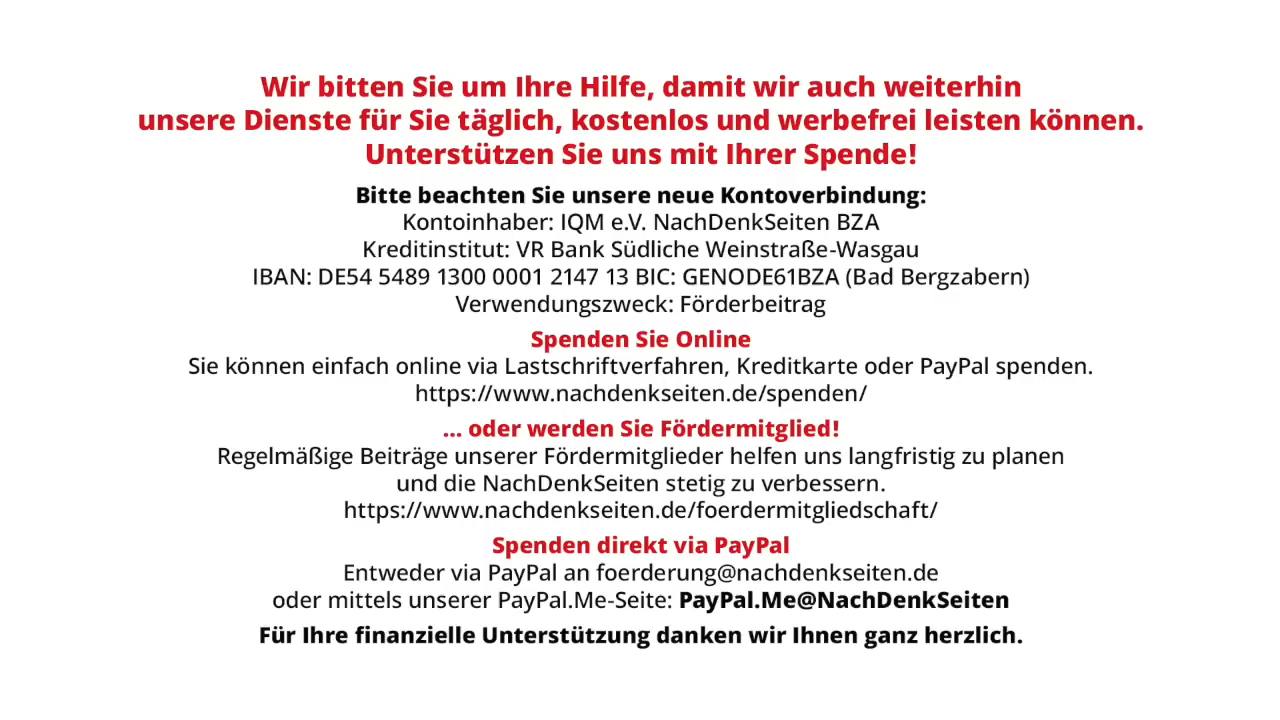 Wir bitten Sie um Ihre Hilfe, damit wir auch weiterhin
unsere Dienste für Sie täglich, kostenlos und werbefrei leisten können.
Unterstützen Sie uns mit Ihrer Spende!
Bitte beachten Sie unsere neue Kontoverbindung:
Kontoinhaber: IQM e.V. NachDenkSeiten BZA
Kreditinstitut: VR Bank Südliche Weinstraße-Wasgau
IBAN: DE54 5489 1300 0001 2147 13 BIC: GENODE61BZA (Bad Bergzabern)
Verwendungszweck: Förderbeitrag
Spenden Sie Online
Sie können einfach online via Lastschriftverfahren, Kreditkarte oder PayPal spenden.
https://www.nachdenkseiten.de/spenden/
... oder werden Sie Fördermitglied!
Regelmäßige Beiträge unserer Fördermitglieder helfen uns langfristig zu planen
und die NachDenkSeiten stetig zu verbessern.
https://www.nachdenkseiten.de/foerdermitgliedschaft/
Spenden direkt via PayPal
Entweder via PayPal an foerderung@nachdenkseiten.de
oder mittels unserer PayPal.Me-Seite: PayPal.Me@NachDenkSeiten
Für Ihre finanzielle Unterstützung danken wir Ihnen ganz herzlich.